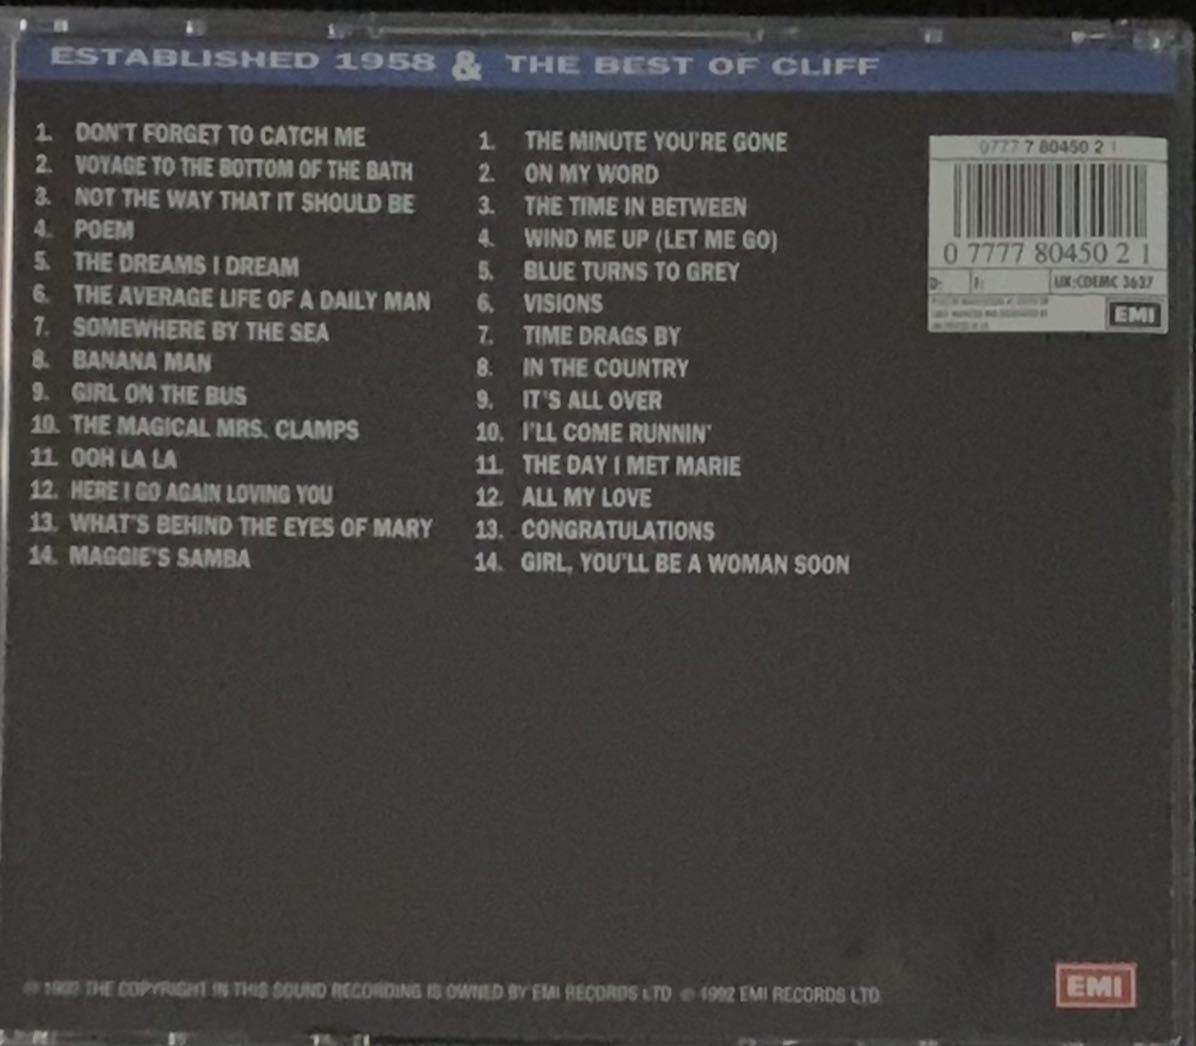 ESTABLISHED 1958 & THE BEST OF CLIFF
1. DON'T FORGET TO CATCH ME
2. VOYAGE TO THE BOTTOM OF THE BATH
3. NOT THE WAY THAT IT SHOULD BE
4. POEM
5. THE DREAMS I DREAM
6. THE AVERAGE LIFE OF A DAILY MAN
7. SOMEWHERE BY THE SEA
8. BANANA MAN
9. GIRL ON THE BUS
10. THE MAGICAL MRS. CLAMPS
11. OOH LA LA
12. HERE I GO AGAIN LOVING YOU
13. WHAT'S BEHIND THE EYES OF MARY
14. MAGGIE'S SAMBA
1. THE MINUTE YOU'RE GONE
2. ON MY WORD
3. THE TIME IN BETWEEN
4. WIND ME UP (LET ME GO)
5. BLUE TURNS TO GREY
6. VISIONS
7. TIME DRAGS BY
8. IN THE COUNTRY
9. IT'S ALL OVER
10. I'LL COME RUNNIN'
11. THE DAY I MET MARIE
12. ALL MY LOVE
13. CONGRATULATIONS
14. GIRL, YOU'LL BE A WOMAN SOON
0777 7 80450 2 1
0 7777 80450 2 1
UK:CDEMC 3637
EMI
THE COPYRIGHT IN THIS SOUND RECORDING IS OWNED BY EMI RECORDS LTD © 1992 EMI RECORDS LTD
EMI